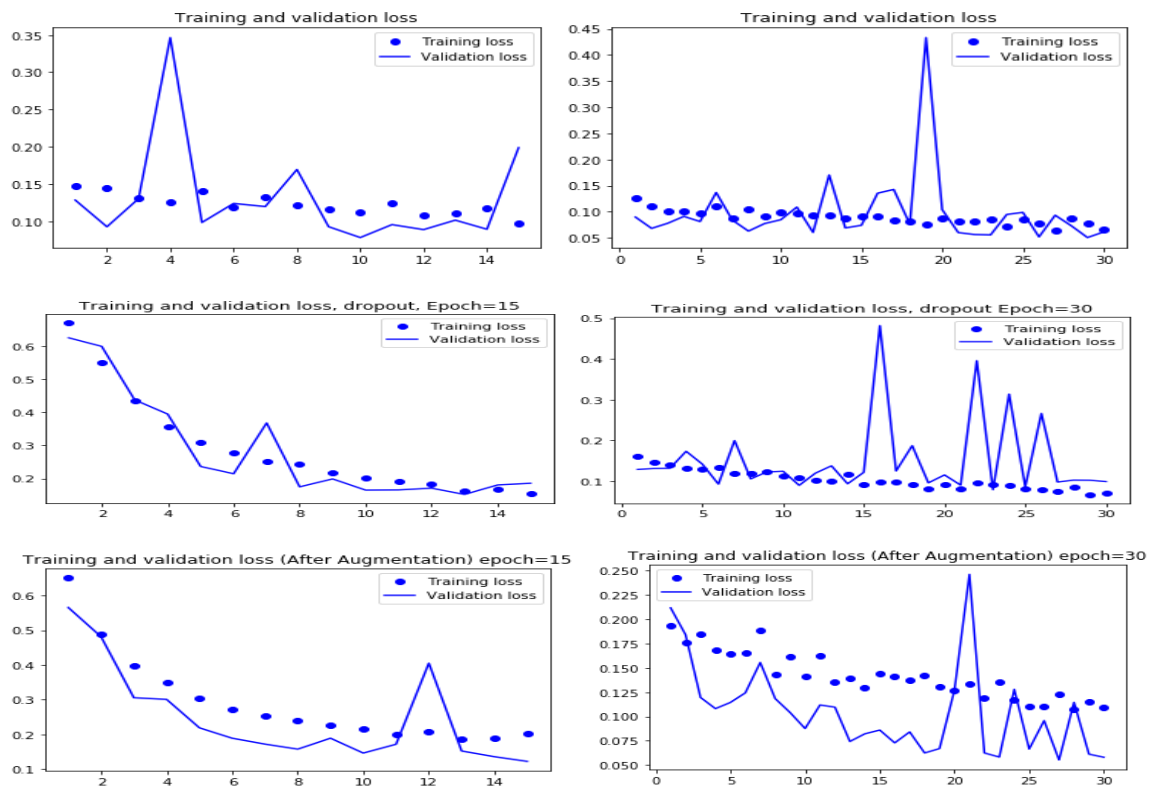 Training and validation loss
Training loss
Validation loss
0.35
0.30
0.25
0.20
0.15
0.10
2 4 6 8 10 12 14
Training and validation loss
Training loss
Validation loss
0.45
0.40
0.35
0.30
0.25
0.20
0.15
0.10
0.05
0 5 10 15 20 25 30
Training and validation loss, dropout, Epoch=15
Training loss
Validation loss
0.6
0.5
0.4
0.3
0.2
2 4 6 8 10 12 14
Training and validation loss, dropout Epoch=30
Training loss
Validation loss
0.5
0.4
0.3
0.2
0.1
0 5 10 15 20 25 30
Training and validation loss (After Augmentation) epoch=15
Training loss
Validation loss
0.6
0.5
0.4
0.3
0.2
0.1
2 4 6 8 10 12 14
Training and validation loss (After Augmentation) epoch=30
Training loss
Validation loss
0.250
0.225
0.200
0.175
0.150
0.125
0.100
0.075
0.050
0 5 10 15 20 25 30